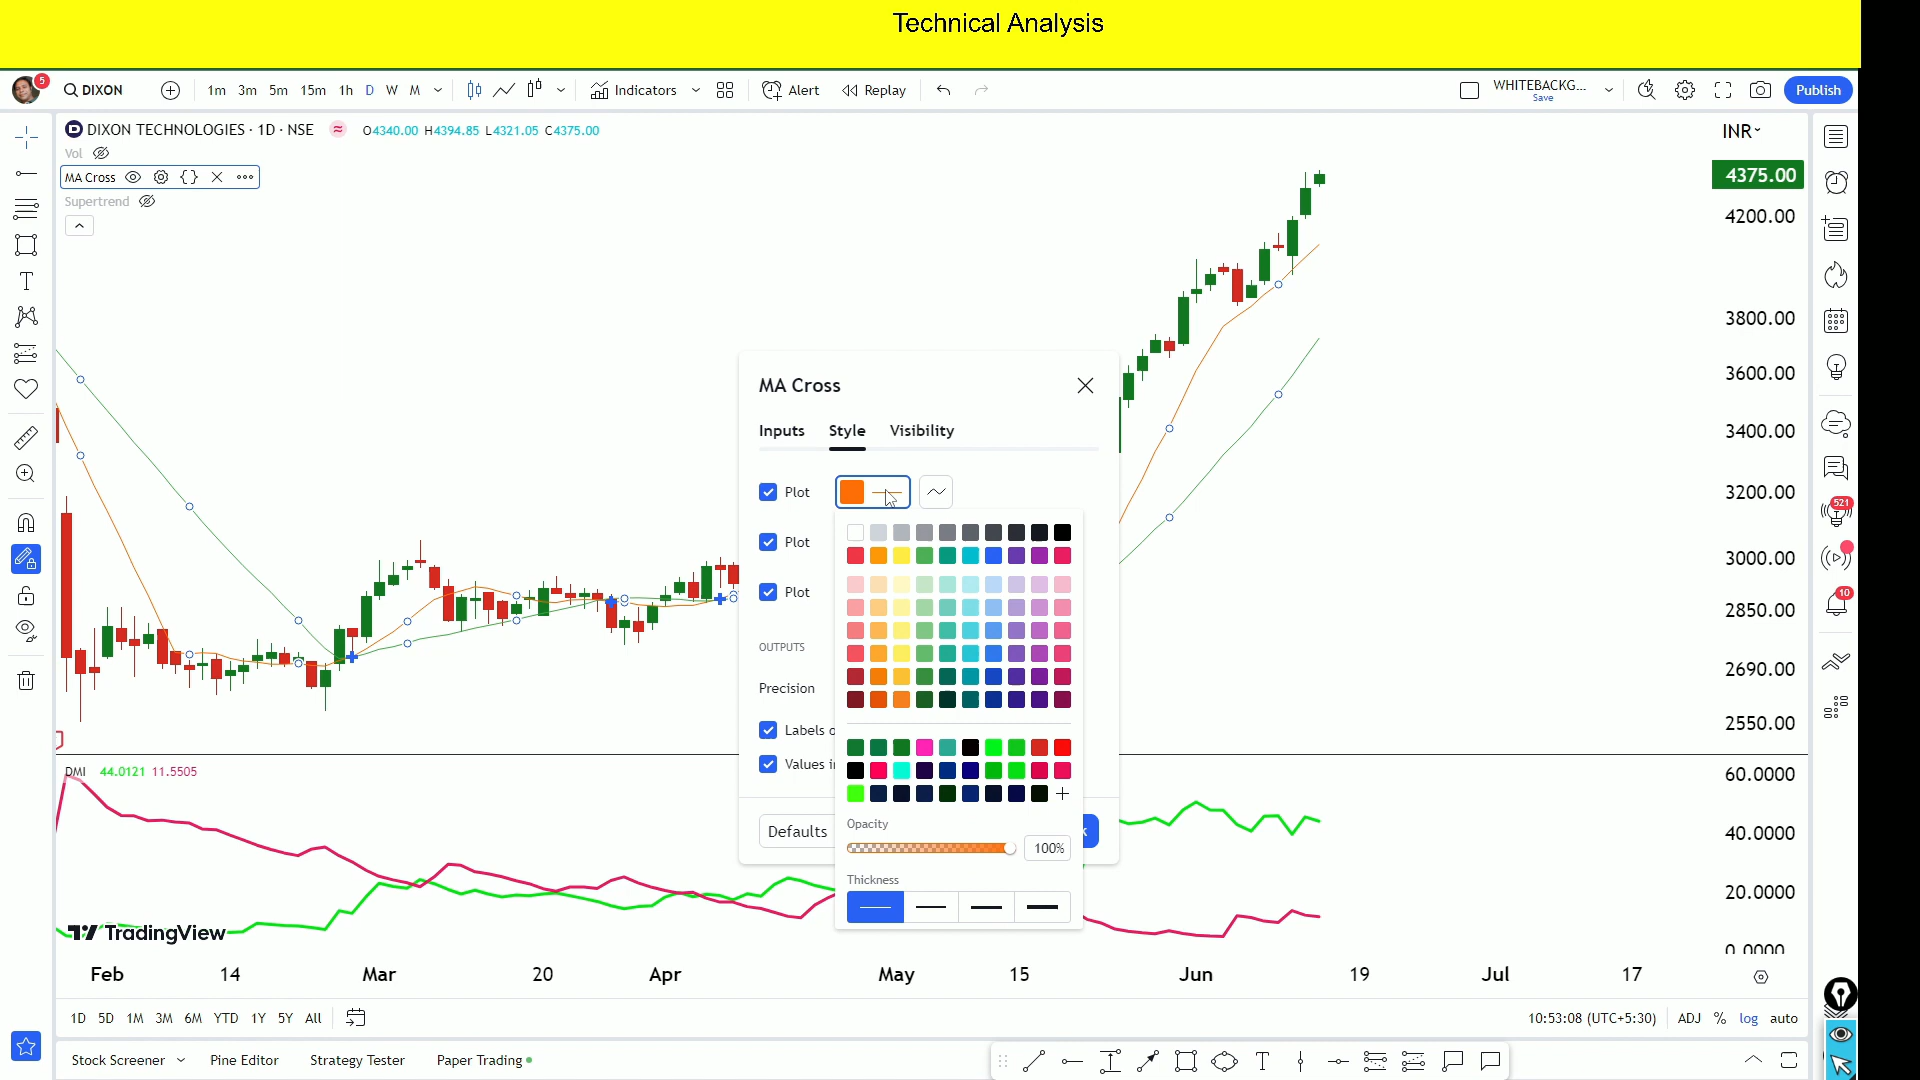 Technical Analysis
5
DIXON
1m 3m 5m 15m 1h D W M
Indicators
Alert
Replay
WHITEBACKG...
Save
Publish
DIXON TECHNOLOGIES · 1D · NSE
O4340.00 H4394.85 L4321.05 C4375.00
INR
Vol
MA Cross
Supertrend
4375.00
4200.00
3800.00
3600.00
3400.00
3200.00
3000.00
2850.00
2690.00
2550.00
MA Cross
Inputs Style Visibility
Plot
Plot
Plot
OUTPUTS
Precision
Labels o
Values i
Defaults
Opacity
100%
Thickness
521
10
DMI 44.0121 11.5505
60.0000
40.0000
20.0000
0.0000
TradingView
Feb 14 Mar 20 Apr May 15 Jun 19 Jul 17
1D 5D 1M 3M 6M YTD 1Y 5Y All
10:53:08 (UTC+5:30) ADJ % log auto
Stock Screener Pine Editor Strategy Tester Paper Trading